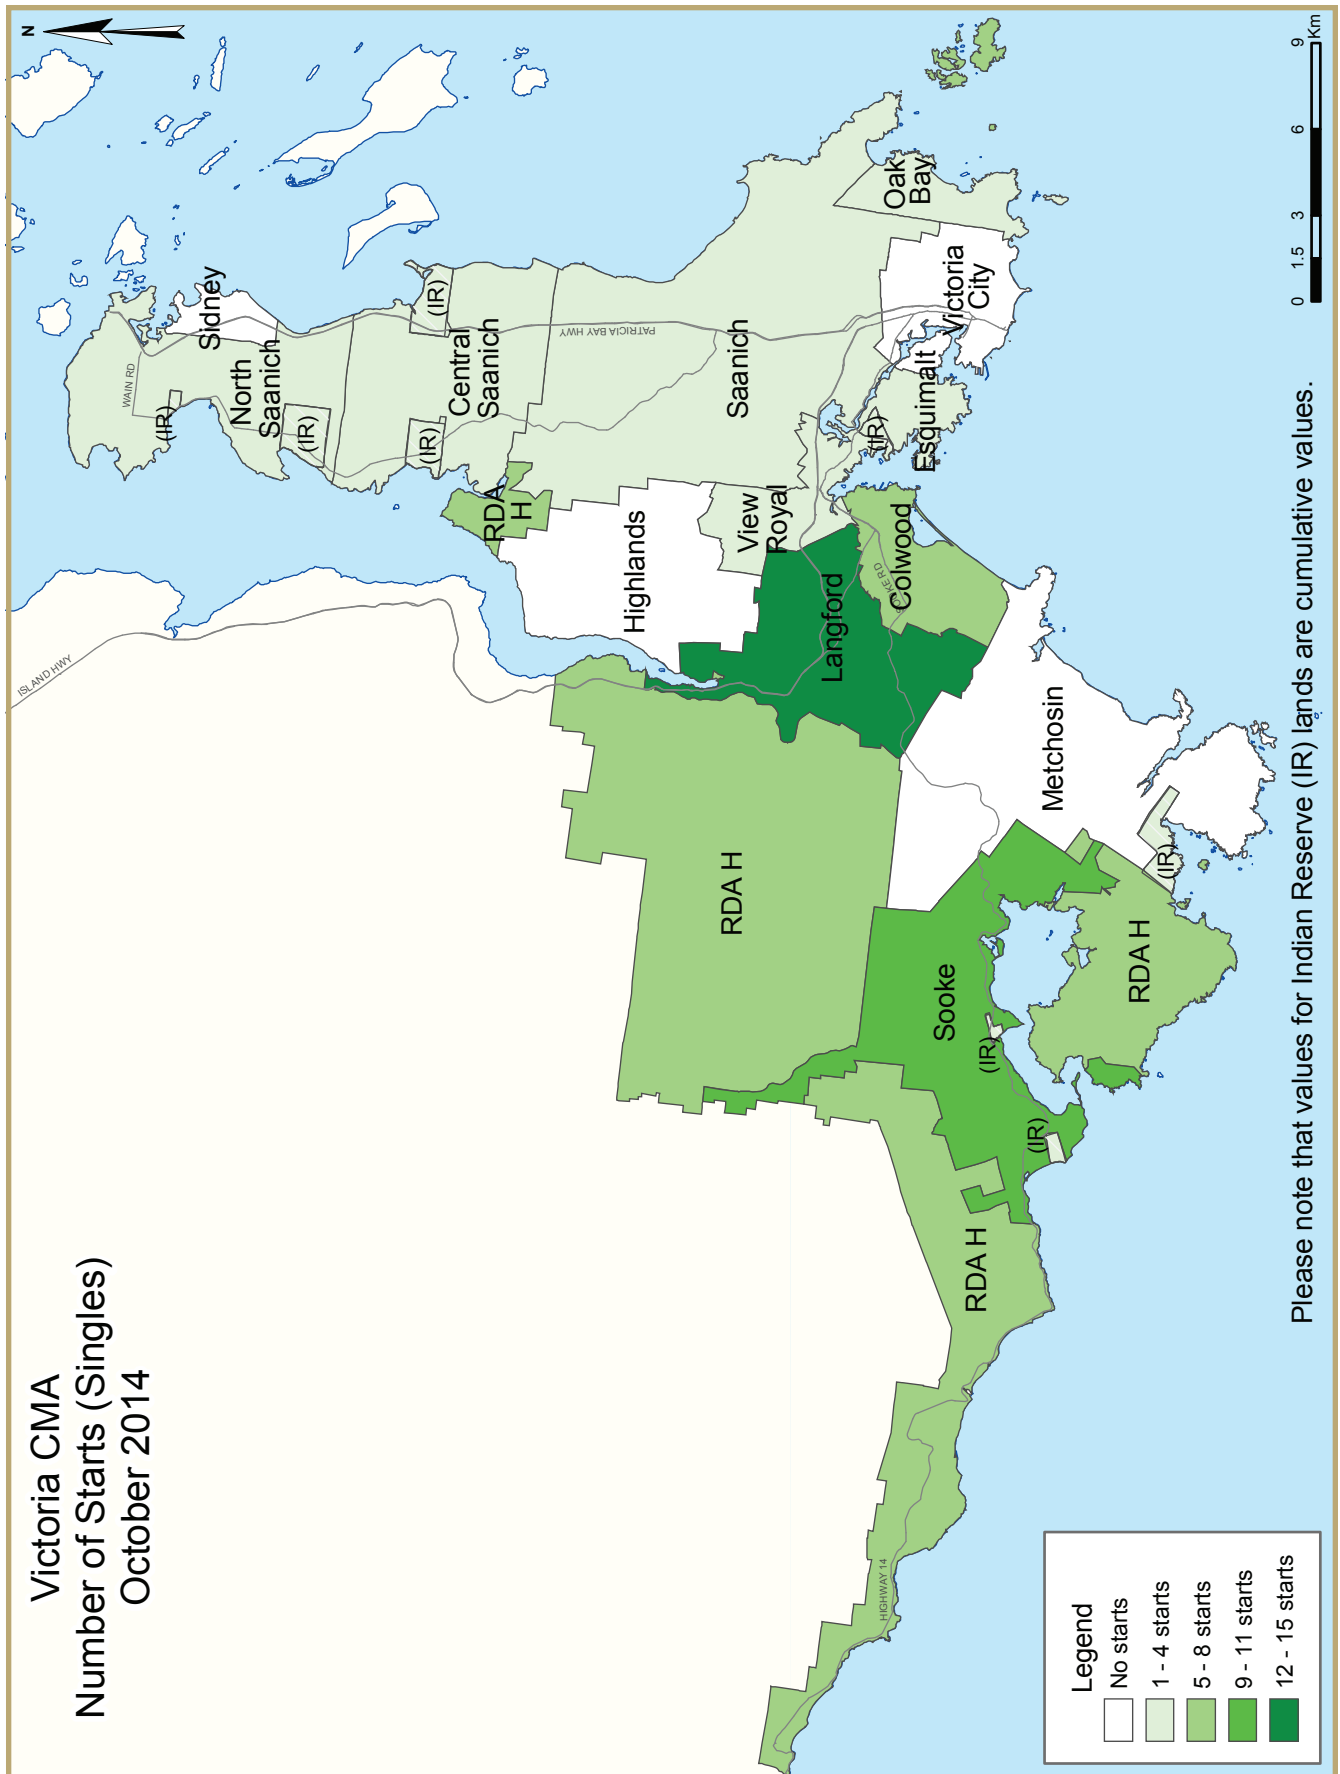 Victoria CMA
Number of Starts (Singles)
October 2014
N
ISLAND HWY
WAIN RD
Sidney
North
Saanich
(IR)
(IR)
(IR)
(IR)
Central
Saanich
PATRICIA BAY HWY
RDA
H
Saanich
Highlands
View
Royal
Oak
Bay
Victoria
City
Esquimalt
(IR)
Langford
Colwood
RDA H
Metchosin
(IR)
Sooke
(IR)
(IR)
RDA H
RDA H
HIGHWAY 14
Legend
No starts
1 - 4 starts
5 - 8 starts
9 - 11 starts
12 - 15 starts
0 1.5 3 6 9
Km
Please note that values for Indian Reserve (IR) lands are cumulative values.